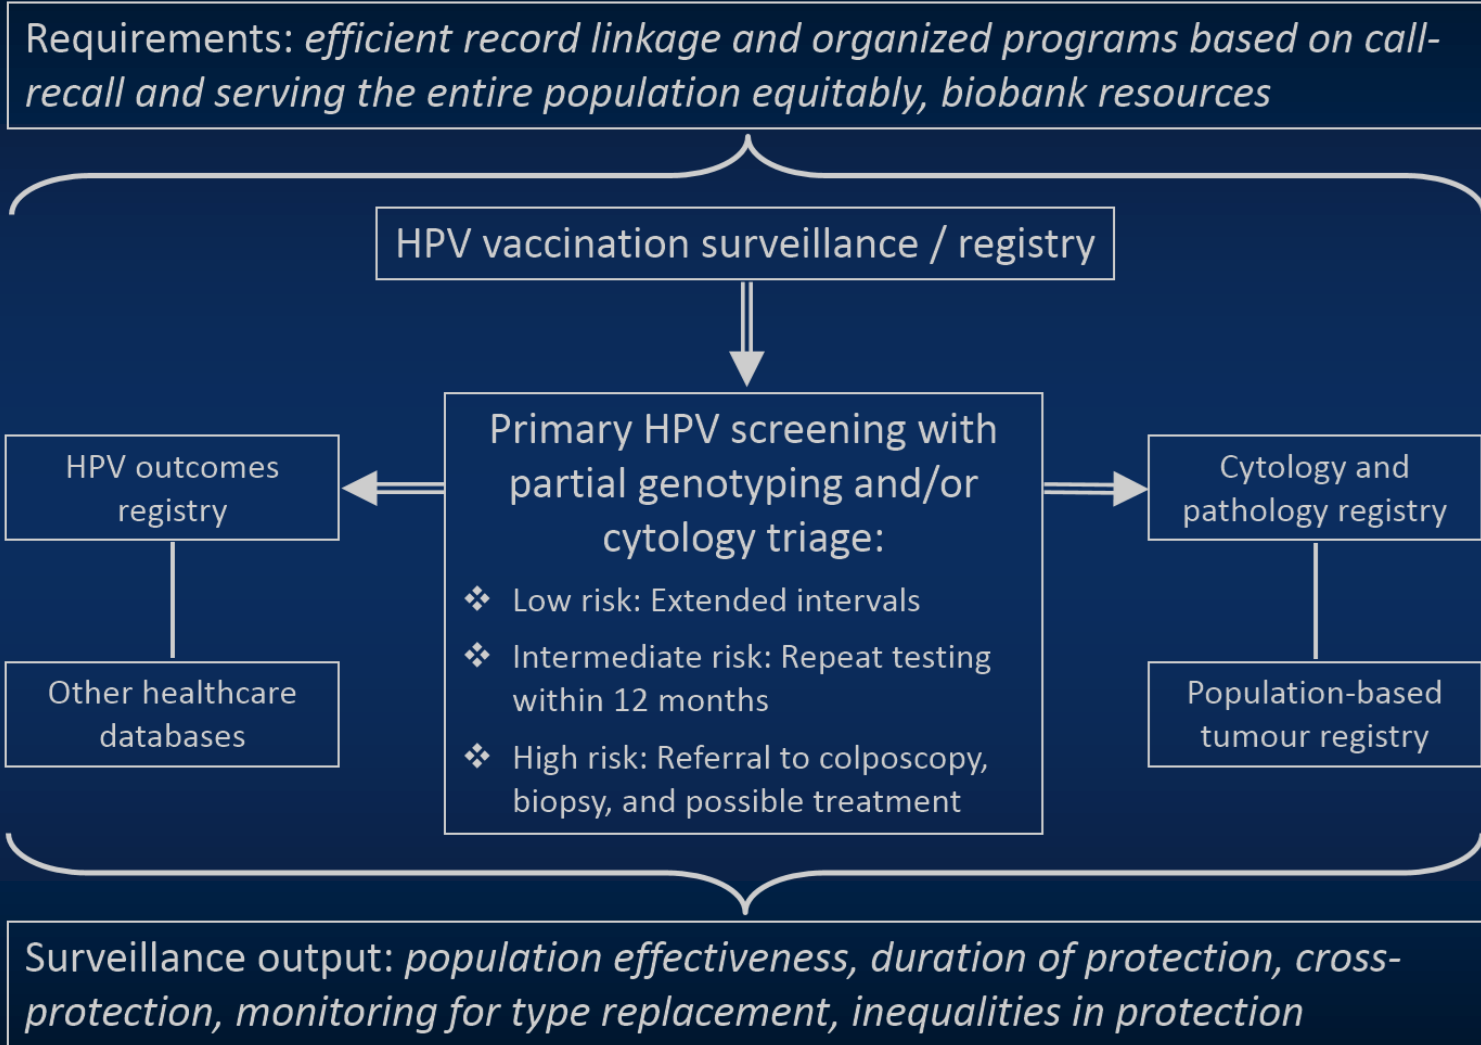 Requirements: efficient record linkage and organized programs based on call-
recall and serving the entire population equitably, biobank resources
HPV vaccination surveillance / registry
Primary HPV screening with
partial genotyping and/or
cytology triage:
❖ Low risk: Extended intervals
❖ Intermediate risk: Repeat testing
within 12 months
❖ High risk: Referral to colposcopy,
biopsy, and possible treatment
HPV outcomes
registry
Other healthcare
databases
Cytology and
pathology registry
Population-based
tumour registry
Surveillance output: population effectiveness, duration of protection, cross-
protection, monitoring for type replacement, inequalities in protection